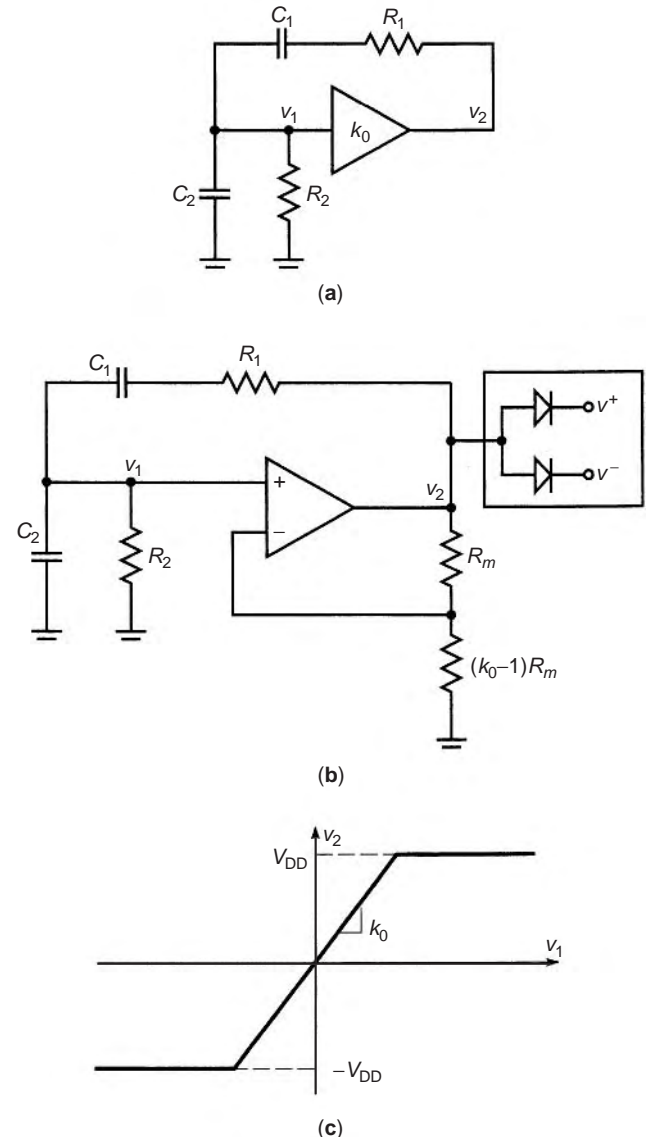 C1
R1
v1
k0
v2
C2
R2
(a)
C1
R1
v+
v1
+
v2
v−
C2
R2
−
Rm
(k0−1)Rm
(b)
v2
VDD
k0
v1
−VDD
(c)